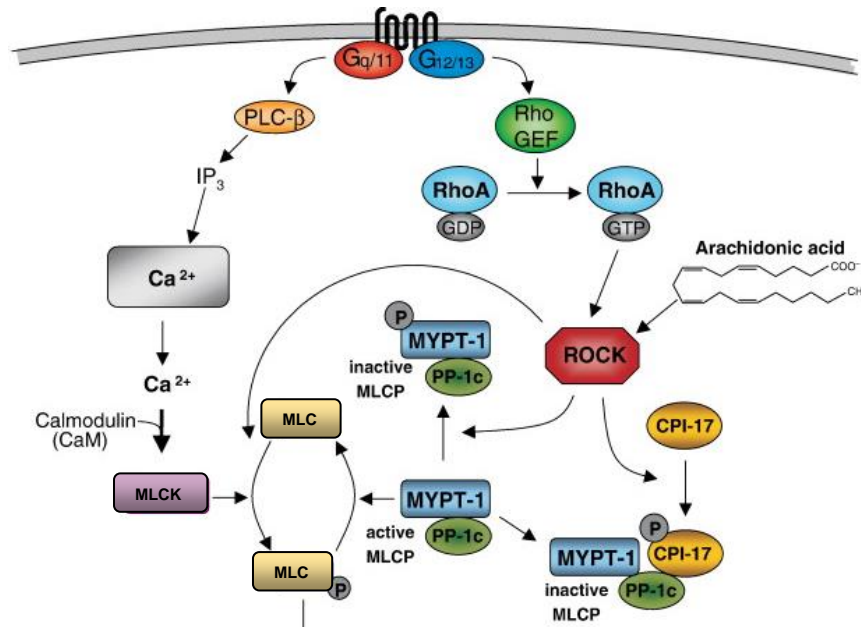 Gq/11
G12/13
PLC-β
Rho
GEF
IP3
RhoA
RhoA
GDP
GTP
Arachidonic acid
COO⁻
CH
Ca 2+
P
MYPT-1
PP-1c
inactive
MLCP
ROCK
Ca 2+
Calmodulin
(CaM)
MLC
CPI-17
MLCK
MYPT-1
PP-1c
active
MLCP
P
CPI-17
MYPT-1
PP-1c
inactive
MLCP
MLC
P